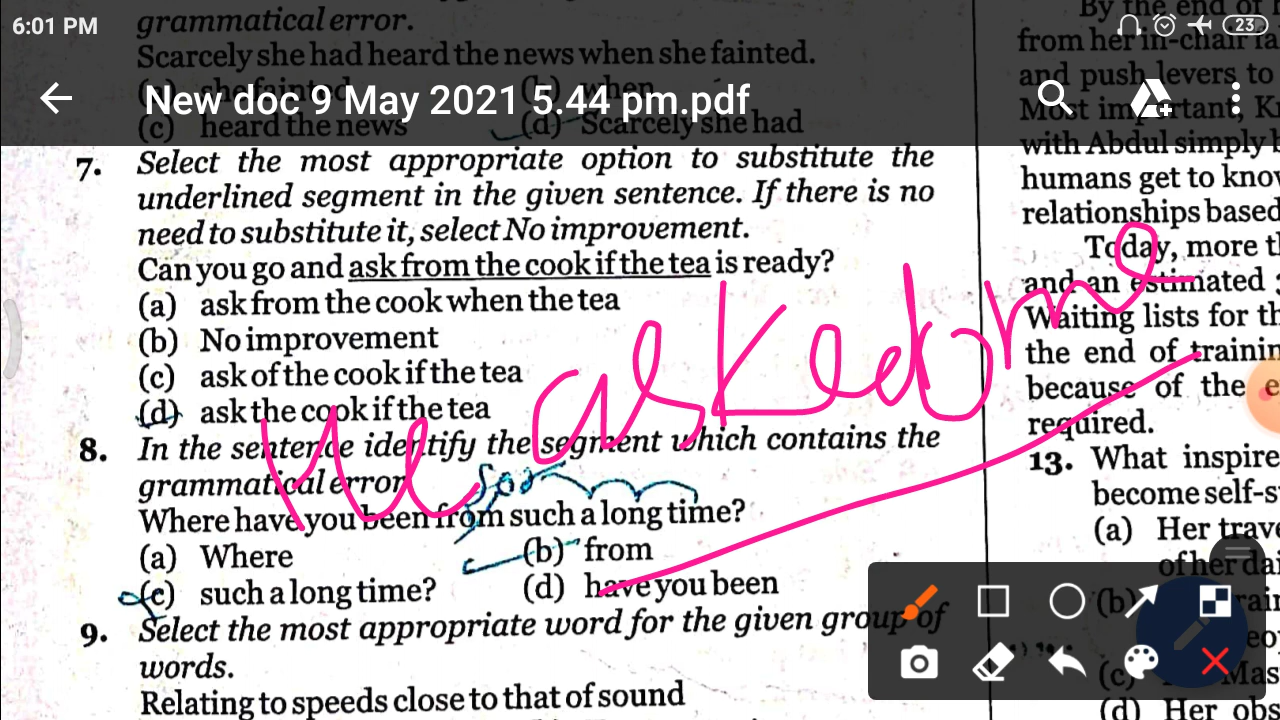 6:01 PM
23
New doc 9 May 2021 5.44 pm.pdf
grammatical error.
Scarcely she had heard the news when she fainted.
(a) she fainted (b) when
(c) heard the news (d) Scarcely she had
7. Select the most appropriate option to substitute the
underlined segment in the given sentence. If there is no
need to substitute it, select No improvement.
Can you go and ask from the cook if the tea is ready?
(a) ask from the cook when the tea
(b) No improvement
(c) ask of the cook if the tea
(d) ask the cook if the tea
He asked me
8. In the sentence identify the segment which contains the
grammatical error
for
Where have you been from such a long time?
(a) Where (b) from
(c) such a long time? (d) have you been
9. Select the most appropriate word for the given group of
words.
Relating to speeds close to that of sound
By the end of
from her in-chair
and push levers to
Most important,
with Abdul simply
humans get to know
relationships based
Today, more
and an estimated
Waiting lists for
the end of
because of the
required.
13. What inspire
become self-
(a) Her
of her
(b)
(c)
(d) Her